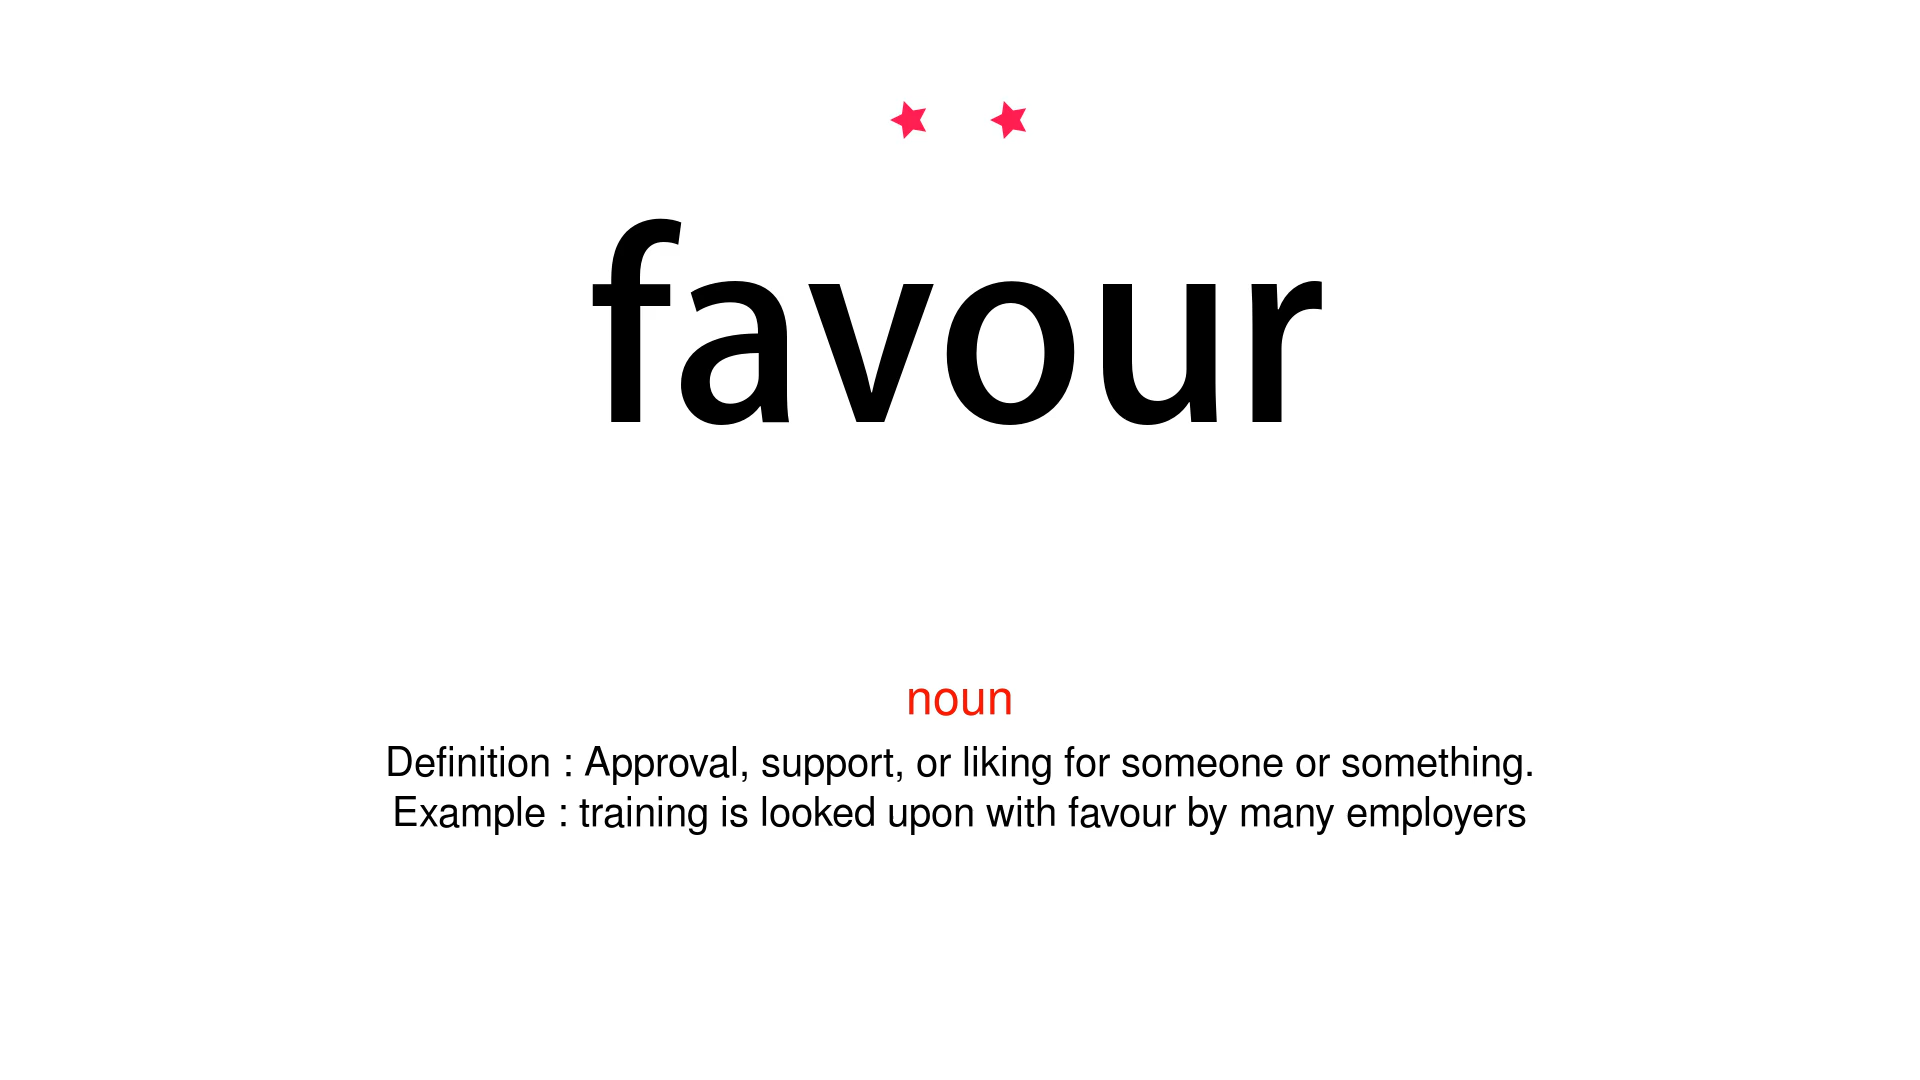 favour
noun
Definition : Approval, support, or liking for someone or something.
Example : training is looked upon with favour by many employers